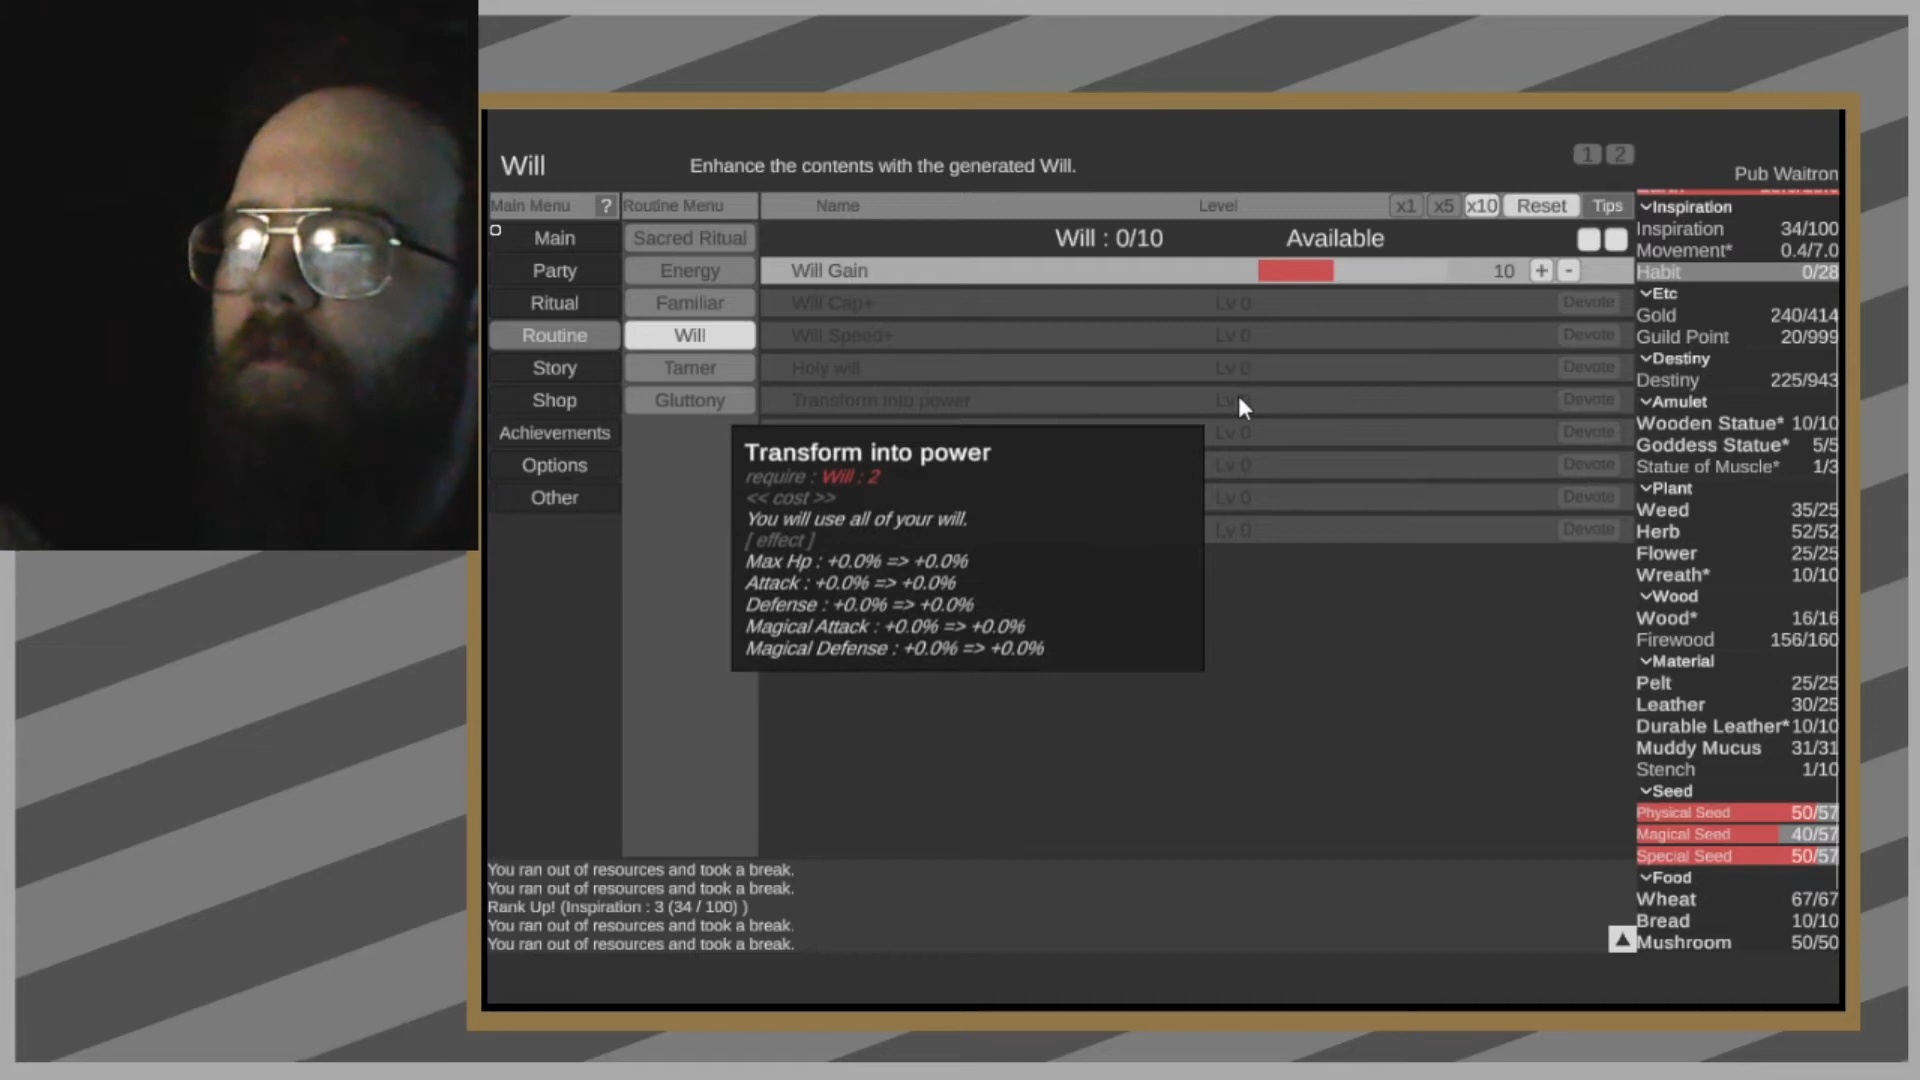 Will
Enhance the contents with the generated Will.
1 2
Pub Waitron
Main Menu ?
Routine Menu
Name
Level
x1 x5 x10 Reset Tips
Main
Party
Ritual
Routine
Story
Shop
Achievements
Options
Other
Sacred Ritual
Energy
Familiar
Will
Tamer
Gluttony
Will : 0/10
Available
Will Gain 10 + -
Will Cap+ Lv 0 Devote
Will Speed+ Lv 0 Devote
Holy will Lv 0 Devote
Transform into power Devote
Lv 0 Devote
Lv 0 Devote
Lv 0 Devote
Lv 0 Devote
Transform into power
require : Will : 2
<< cost >>
You will use all of your will.
[ effect ]
Max Hp : +0.0% => +0.0%
Attack : +0.0% => +0.0%
Defense : +0.0% => +0.0%
Magical Attack : +0.0% => +0.0%
Magical Defense : +0.0% => +0.0%
Inspiration
Inspiration 34/100
Movement* 0.4/7.0
Habit 0/28
Etc
Gold 240/414
Guild Point 20/999
Destiny
Destiny 225/943
Amulet
Wooden Statue* 10/10
Goddess Statue* 5/5
Statue of Muscle* 1/3
Plant
Weed 35/25
Herb 52/52
Flower 25/25
Wreath* 10/10
Wood
Wood* 16/16
Firewood 156/160
Material
Pelt 25/25
Leather 30/25
Durable Leather* 10/10
Muddy Mucus 31/31
Stench 1/10
Seed
Physical Seed 50/57
Magical Seed 40/57
Special Seed 50/57
Food
Wheat 67/67
Bread 10/10
Mushroom 50/50
You ran out of resources and took a break.
You ran out of resources and took a break.
Rank Up! (Inspiration : 3 (34 / 100) )
You ran out of resources and took a break.
You ran out of resources and took a break.